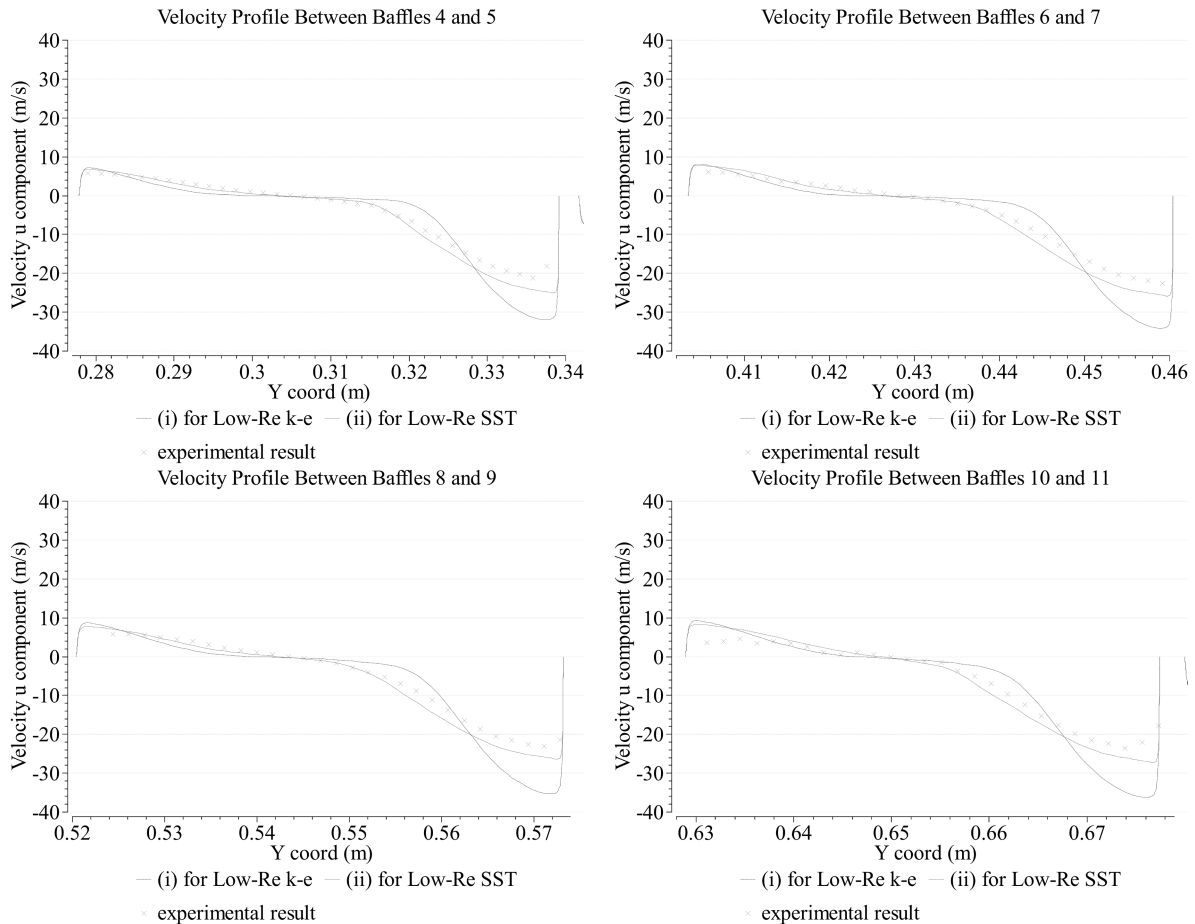 Velocity Profile Between Baffles 4 and 5
40
30
20
10
0
-10
-20
-30
-40
Velocity u component (m/s)
0.28 0.29 0.3 0.31 0.32 0.33 0.34
Y coord (m)
(i) for Low-Re k-e (ii) for Low-Re SST
experimental result
Velocity Profile Between Baffles 6 and 7
40
30
20
10
0
-10
-20
-30
-40
Velocity u component (m/s)
0.41 0.42 0.43 0.44 0.45 0.46
Y coord (m)
(i) for Low-Re k-e (ii) for Low-Re SST
experimental result
Velocity Profile Between Baffles 8 and 9
40
30
20
10
0
-10
-20
-30
-40
Velocity u component (m/s)
0.52 0.53 0.54 0.55 0.56 0.57
Y coord (m)
(i) for Low-Re k-e (ii) for Low-Re SST
experimental result
Velocity Profile Between Baffles 10 and 11
40
30
20
10
0
-10
-20
-30
-40
Velocity u component (m/s)
0.63 0.64 0.65 0.66 0.67
Y coord (m)
(i) for Low-Re k-e (ii) for Low-Re SST
experimental result